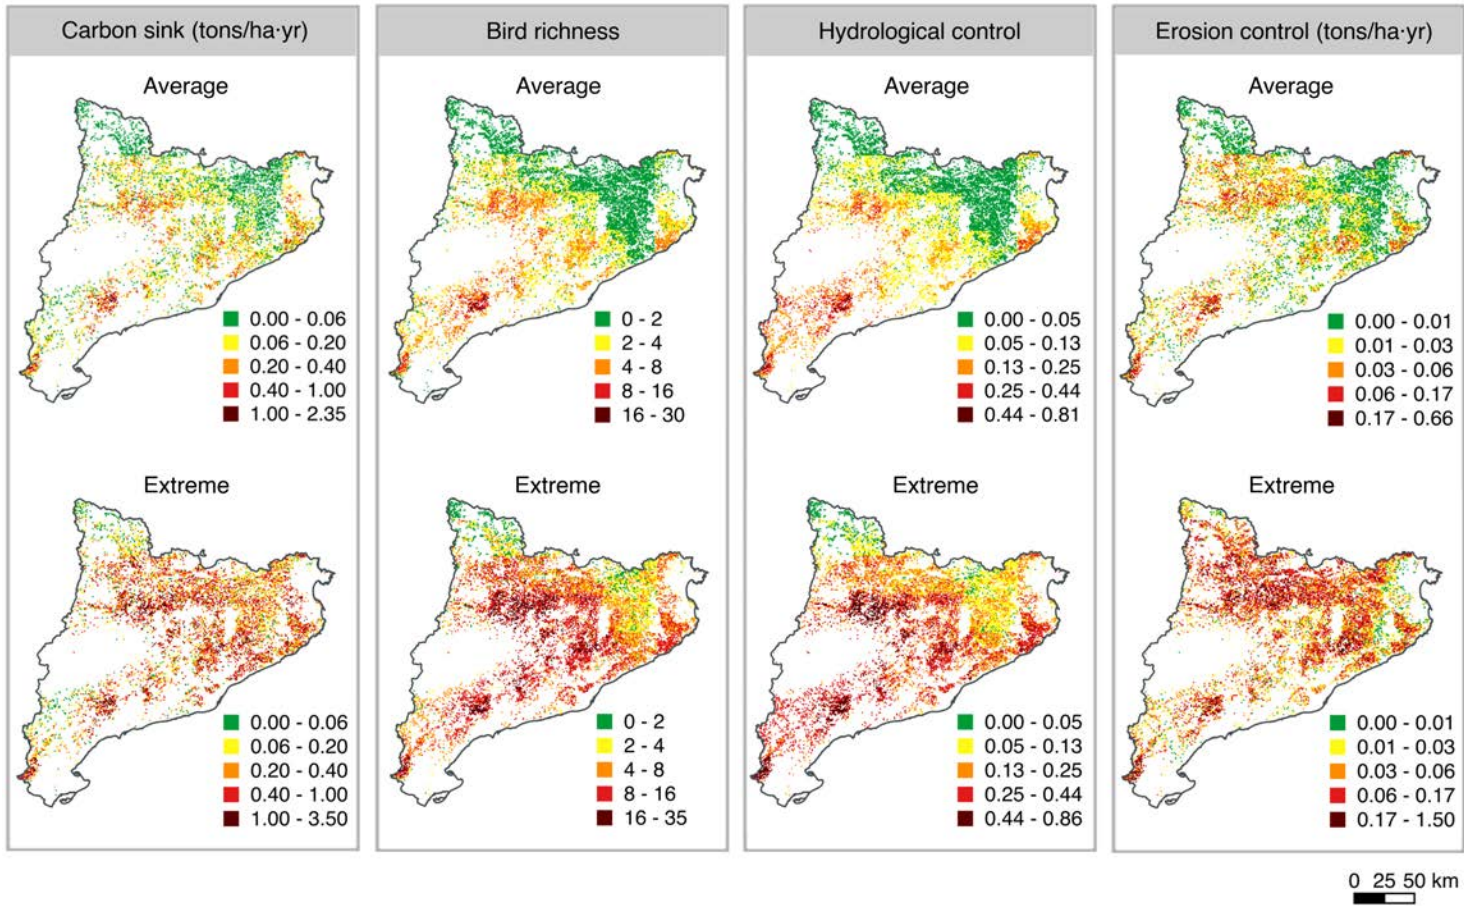 Carbon sink (tons/ha·yr)
Average
0.00 - 0.06
0.06 - 0.20
0.20 - 0.40
0.40 - 1.00
1.00 - 2.35
Extreme
0.00 - 0.06
0.06 - 0.20
0.20 - 0.40
0.40 - 1.00
1.00 - 3.50
Bird richness
Average
0 - 2
2 - 4
4 - 8
8 - 16
16 - 30
Extreme
0 - 2
2 - 4
4 - 8
8 - 16
16 - 35
Hydrological control
Average
0.00 - 0.05
0.05 - 0.13
0.13 - 0.25
0.25 - 0.44
0.44 - 0.81
Extreme
0.00 - 0.05
0.05 - 0.13
0.13 - 0.25
0.25 - 0.44
0.44 - 0.86
Erosion control (tons/ha·yr)
Average
0.00 - 0.01
0.01 - 0.03
0.03 - 0.06
0.06 - 0.17
0.17 - 0.66
Extreme
0.00 - 0.01
0.01 - 0.03
0.03 - 0.06
0.06 - 0.17
0.17 - 1.50
0 25 50 km